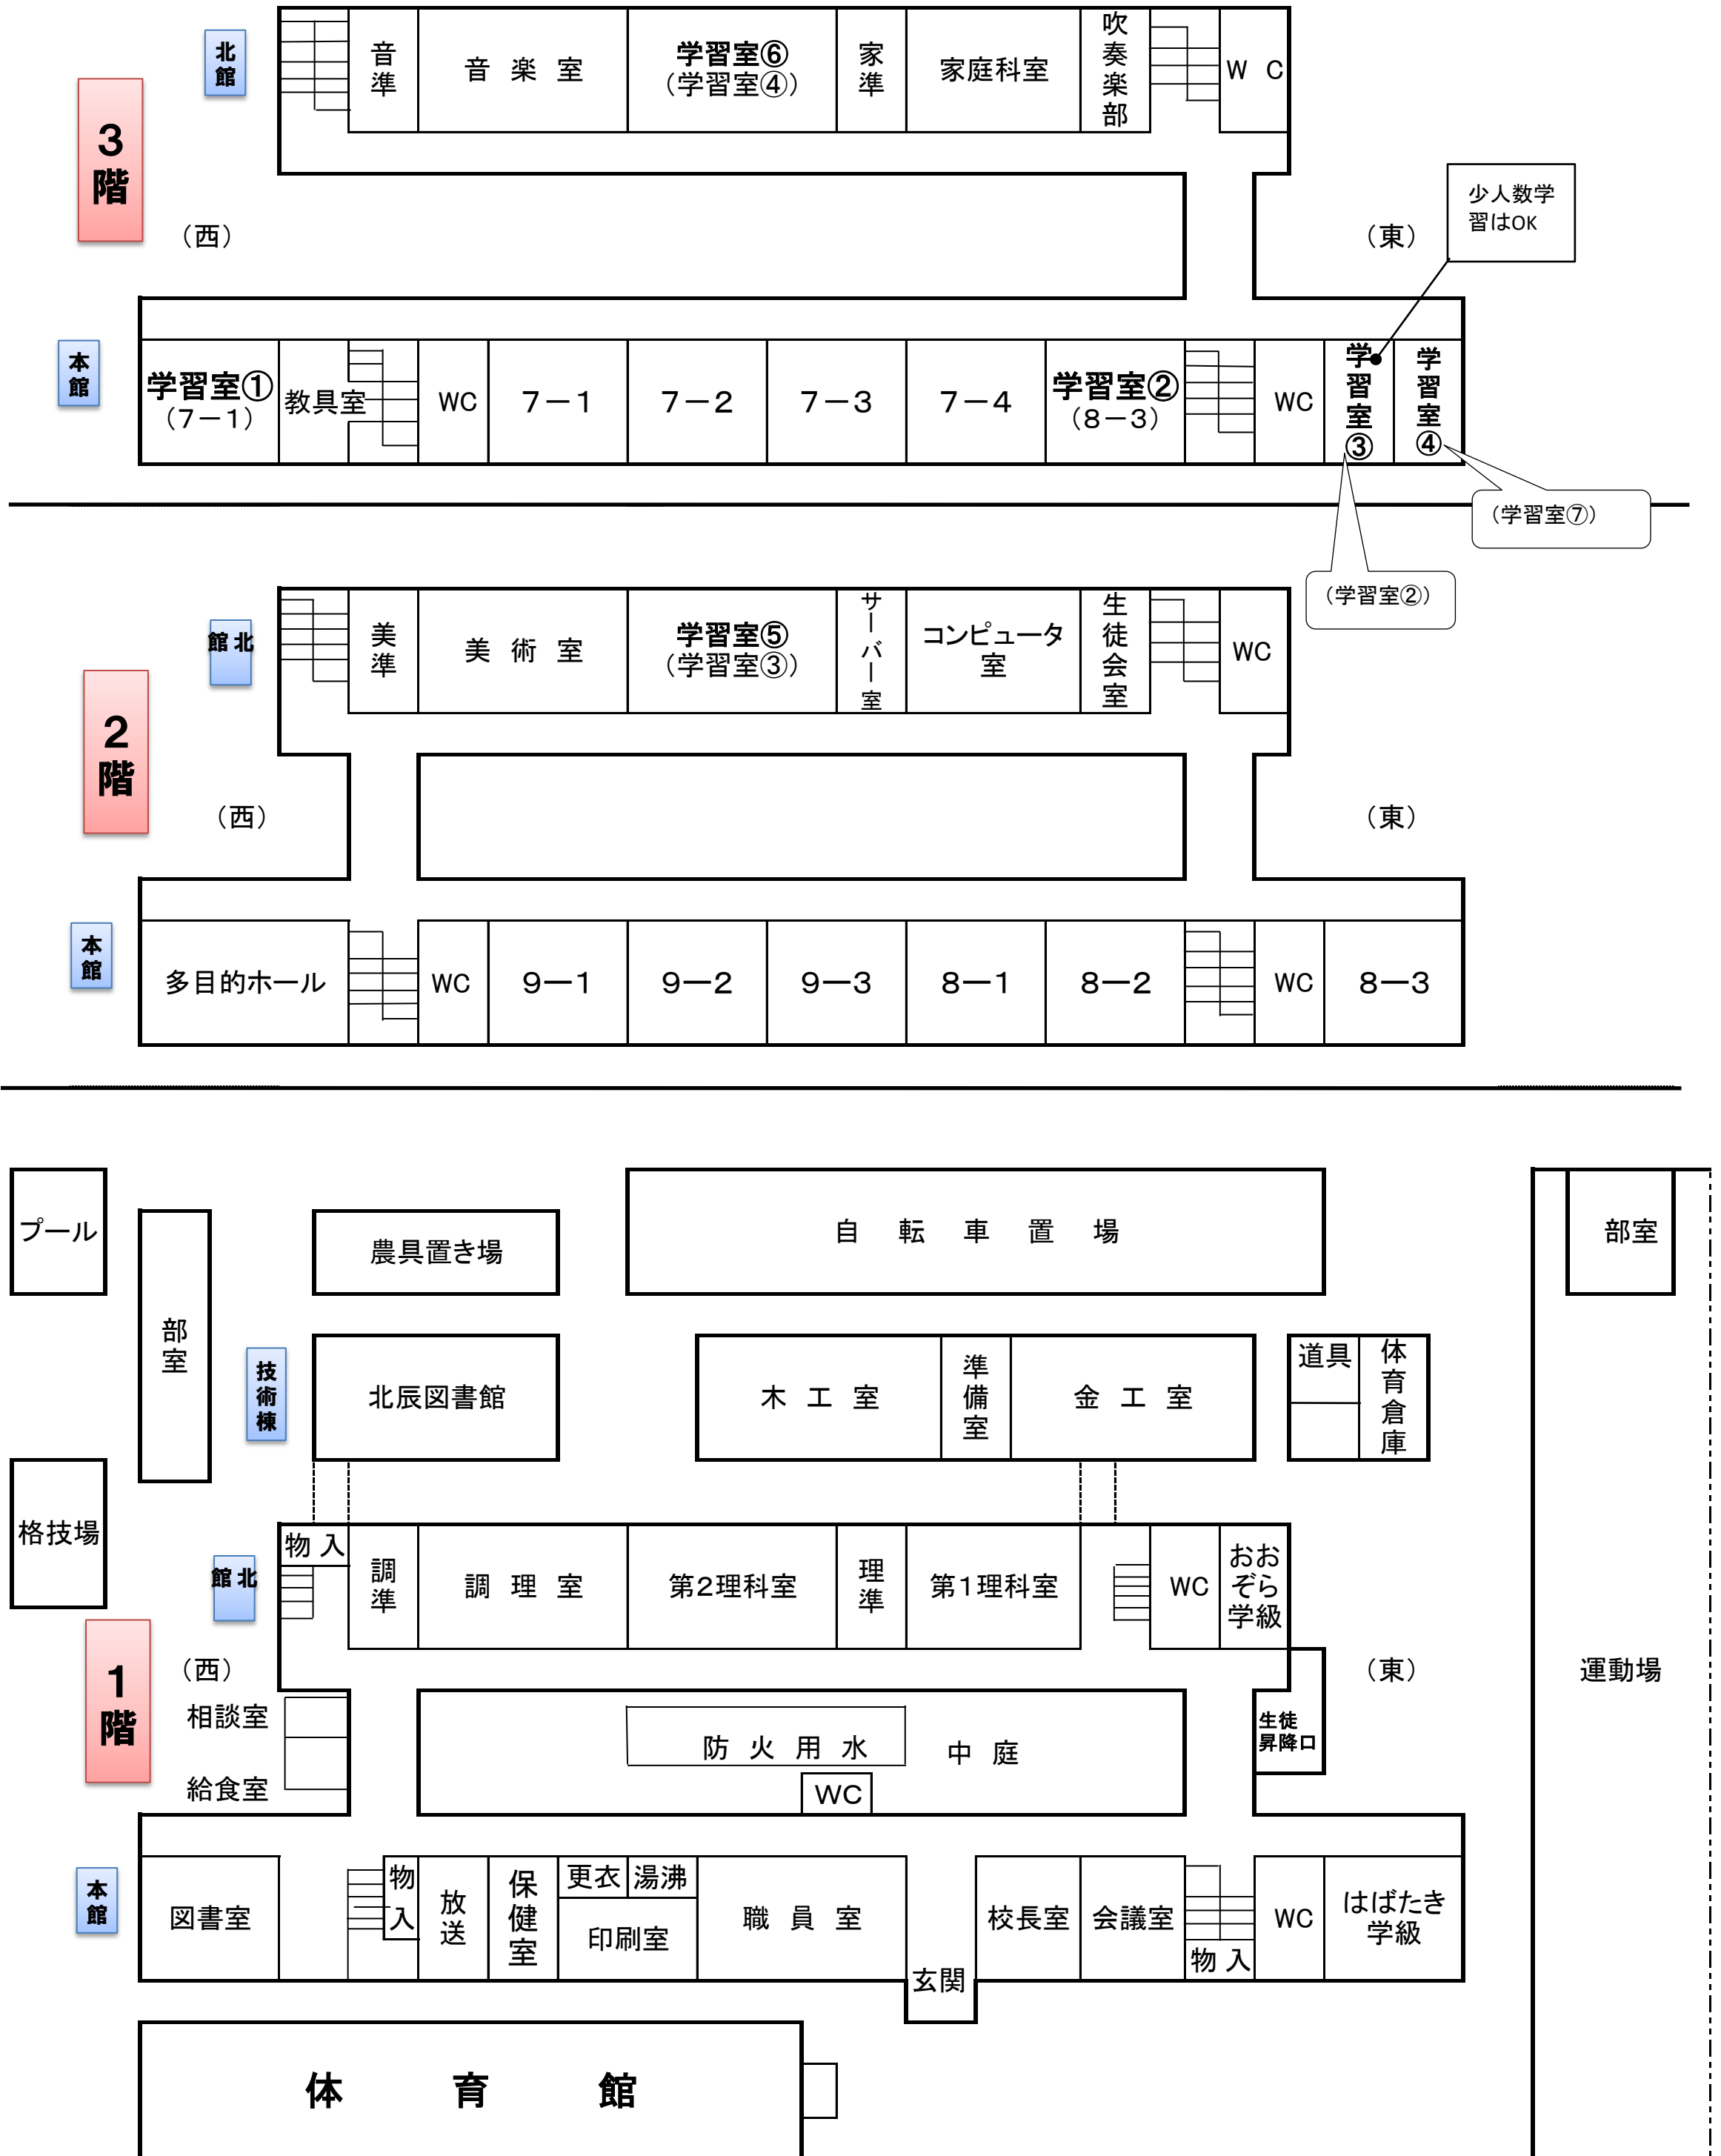 3階
北館
音準
音楽室
学習室⑥
(学習室④)
家準
家庭科室
吹奏楽部
W C
(西)
(東)
少人数学
習はOK
本館
学習室①
(7-1)
教具室
WC
7-1
7-2
7-3
7-4
学習室②
(8-3)
WC
学習室③
学習室④
(学習室⑦)
(学習室②)
2階
北館
美準
美術室
学習室⑤
(学習室③)
サーバー室
コンピュータ
室
生徒会室
WC
(西)
(東)
本館
多目的ホール
WC
9ー1
9ー2
9ー3
8ー1
8ー2
WC
8ー3
プール
部室
農具置き場
自転車置場
部室
技術棟
北辰図書館
木工室
準備室
金工室
道具
体育倉庫
格技場
北館
物入
調準
調理室
第2理科室
理準
第1理科室
WC
おお
ぞら
学級
1階
(西)
(東)
運動場
相談室
給食室
防火用水
中庭
WC
生徒
昇降口
本館
図書室
物入
放送
保健室
更衣
湯沸
印刷室
職員室
玄関
校長室
会議室
物入
WC
はばたき
学級
体育館